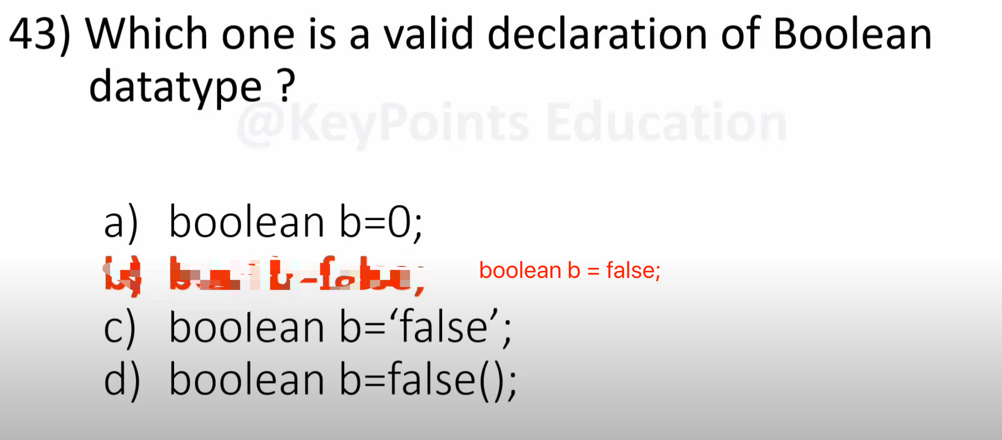 43) Which one is a valid declaration of Boolean
datatype ?
@KeyPoints Education
a) boolean b=0;
boolean b = false;
c) boolean b=‘false’;
d) boolean b=false();